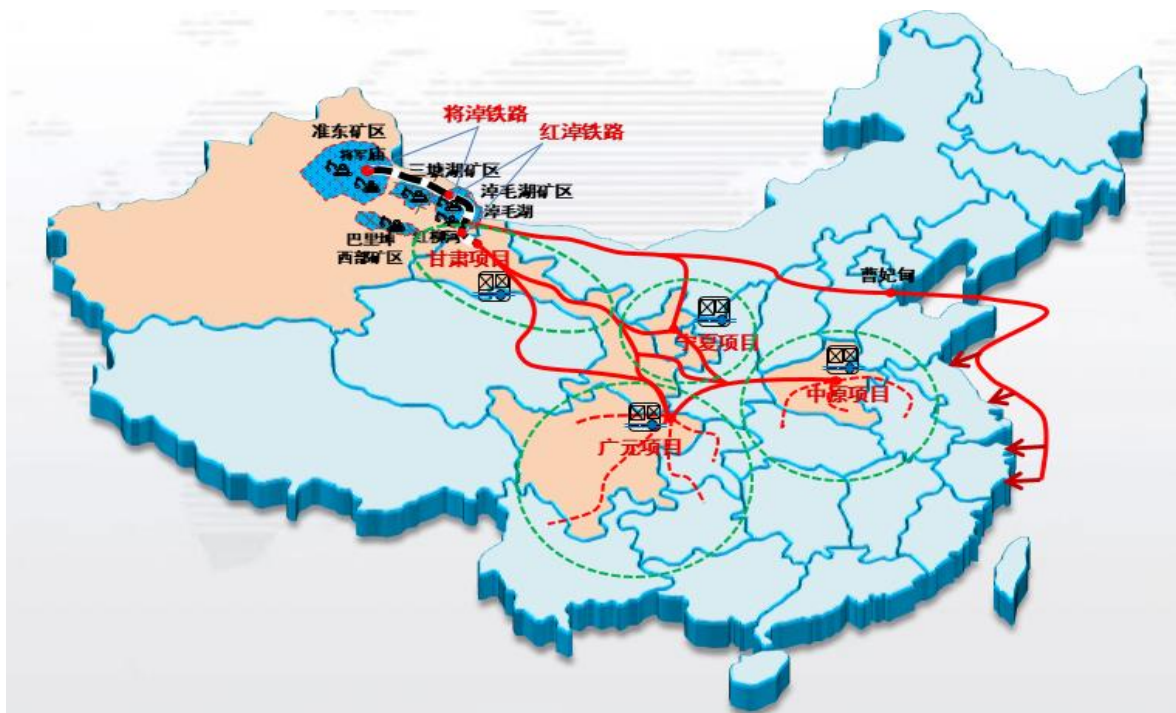 将淖铁路
红淖铁路
准东矿区
将军庙
三塘湖矿区
淖毛湖矿区
淖毛湖
巴里坤
西部矿区
红柳河
甘肃项目
曹妃甸
宁夏项目
中原项目
广元项目